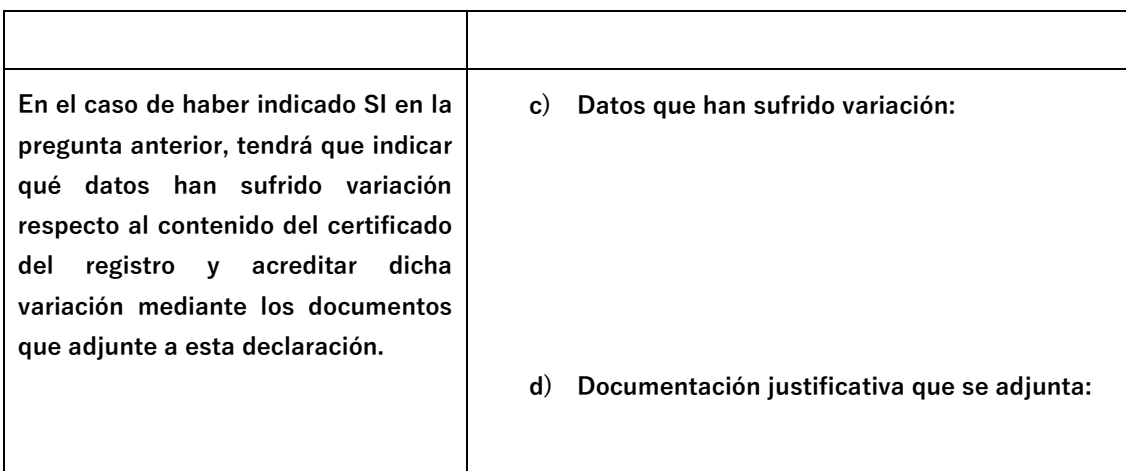 En el caso de haber indicado SI en la
pregunta anterior, tendrá que indicar
qué datos han sufrido variación
respecto al contenido del certificado
del registro y acreditar dicha
variación mediante los documentos
que adjunte a esta declaración.
c) Datos que han sufrido variación:
d) Documentación justificativa que se adjunta: